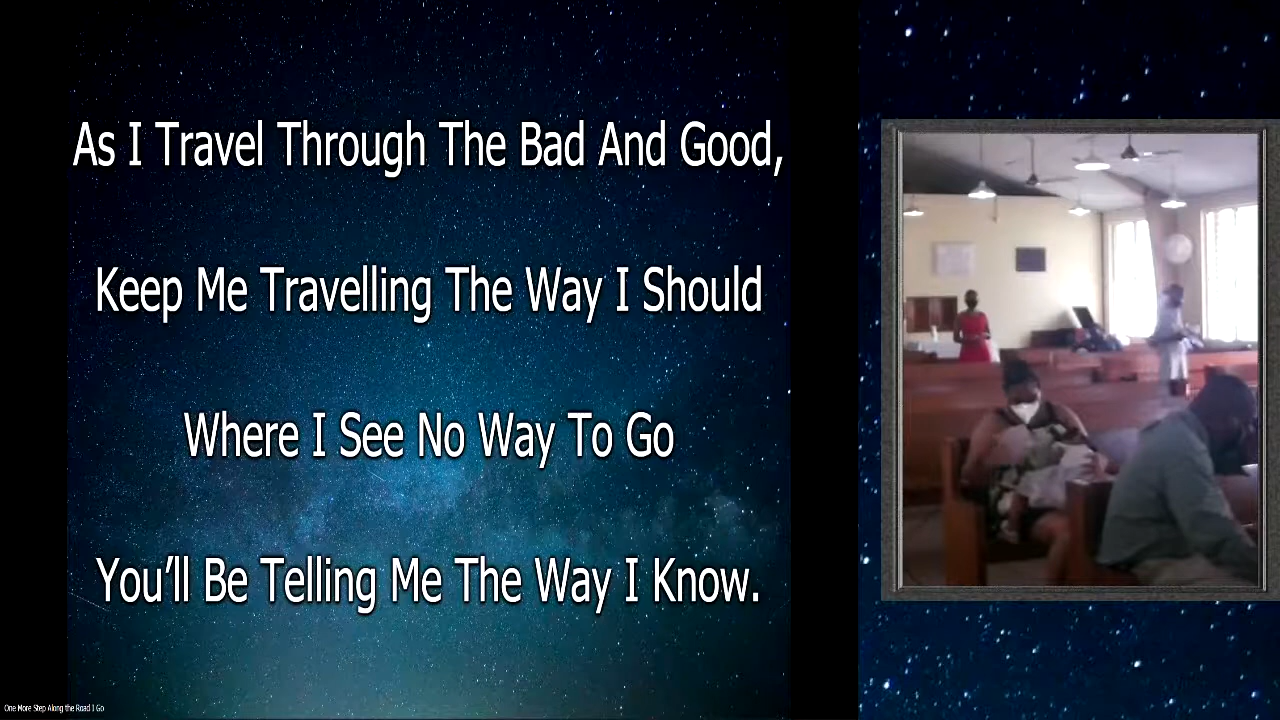 As I Travel Through The Bad And Good,
Keep Me Travelling The Way I Should
Where I See No Way To Go
You’ll Be Telling Me The Way I Know.
One More Step Along the Road I Go